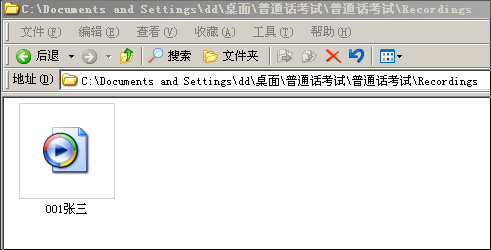 C:\Documents and Settings\dd\桌面\普通话考试\普通话考试\Recordings
文件(F) 编辑(E) 查看(V) 收藏(A) 工具(T) 帮助(H)
后退 搜索 文件夹
地址(D) C:\Documents and Settings\dd\桌面\普通话考试\普通话考试\Recordings
001张三